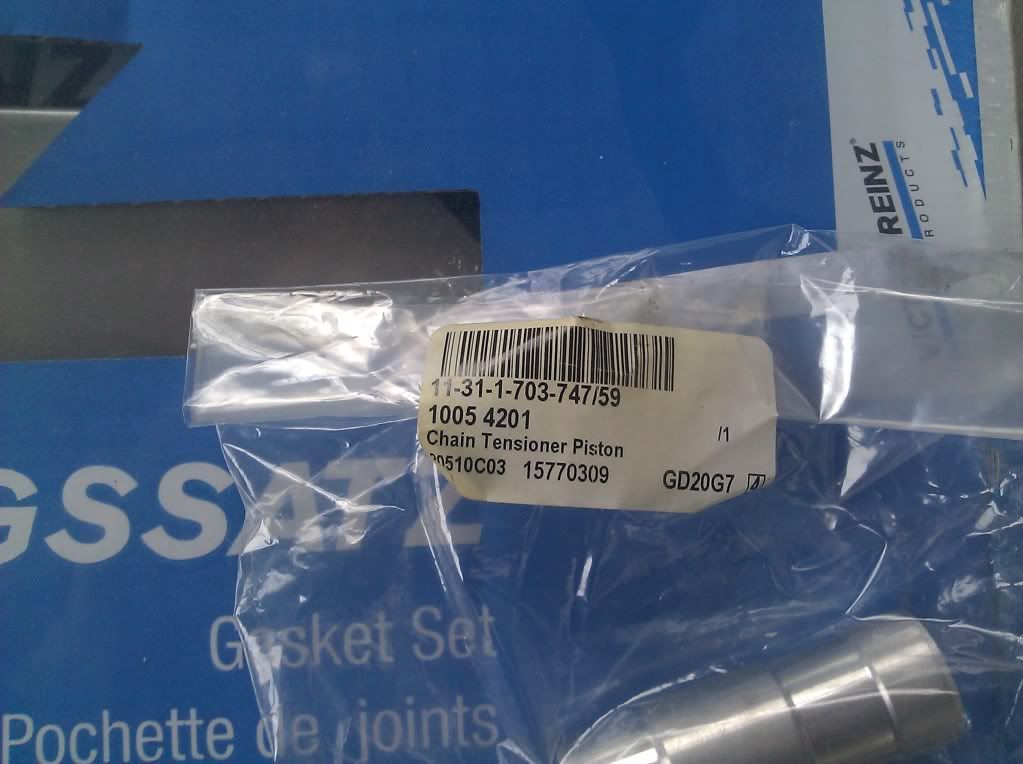 REINZ®
RODUCTS
VIC
11-31-1-703-747/59
1005 4201
/1
Chain Tensioner Piston
15770309
GD20G7
GSSATZ
Gasket Set
Pochette de joints